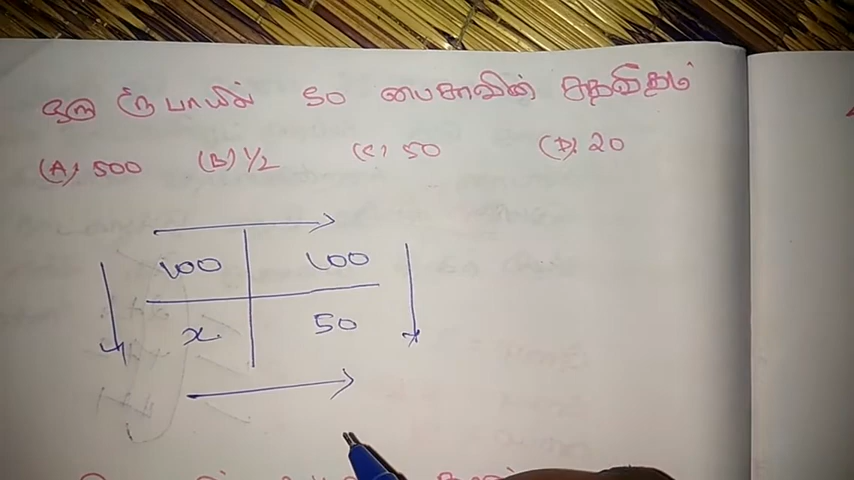 ஒரு ரூபாயில் 50 பைசாவின் சதவிதம்
(A) 500 (B) 1/2 (C) 50 (D) 20
100 100
x 50